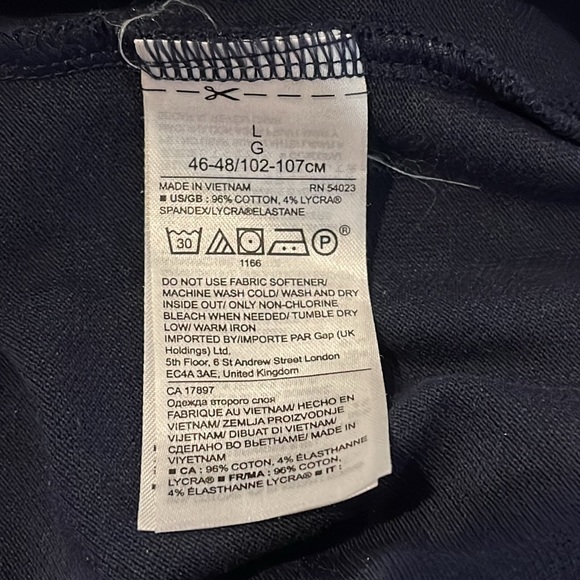 L
G
46-48/102-107CM
MADE IN VIETNAM RN 54023
■ US/GB : 96% COTTON, 4% LYCRA®
SPANDEX/LYCRA®ELASTANE
30 P ®
1166
DO NOT USE FABRIC SOFTENER/
MACHINE WASH COLD/ WASH AND DRY
INSIDE OUT/ ONLY NON-CHLORINE
BLEACH WHEN NEEDED/ TUMBLE DRY
LOW/ WARM IRON
IMPORTED BY/IMPORTE PAR Gap (UK
Holdings) Ltd.
5th Floor, 6 St Andrew Street London
EC4A 3AE, United Kingdom
CA 17897
Одежда второго слоя
FABRIQUE AU VIETNAM/ HECHO EN
VIETNAM/ ZEMLJA PROIZVODNJE
VIJETNAM/ DIBUAT DI VIETNAM/
СДЕЛАНО ВО ВЬЕТНАМЕ/ MADE IN
VIYETNAM
■ CA : 96% COTTON, 4% ÉLASTHANNE
LYCRA® ■ FR/MA : 96% COTON,
4% ÉLASTHANNE LYCRA® ■ IT :